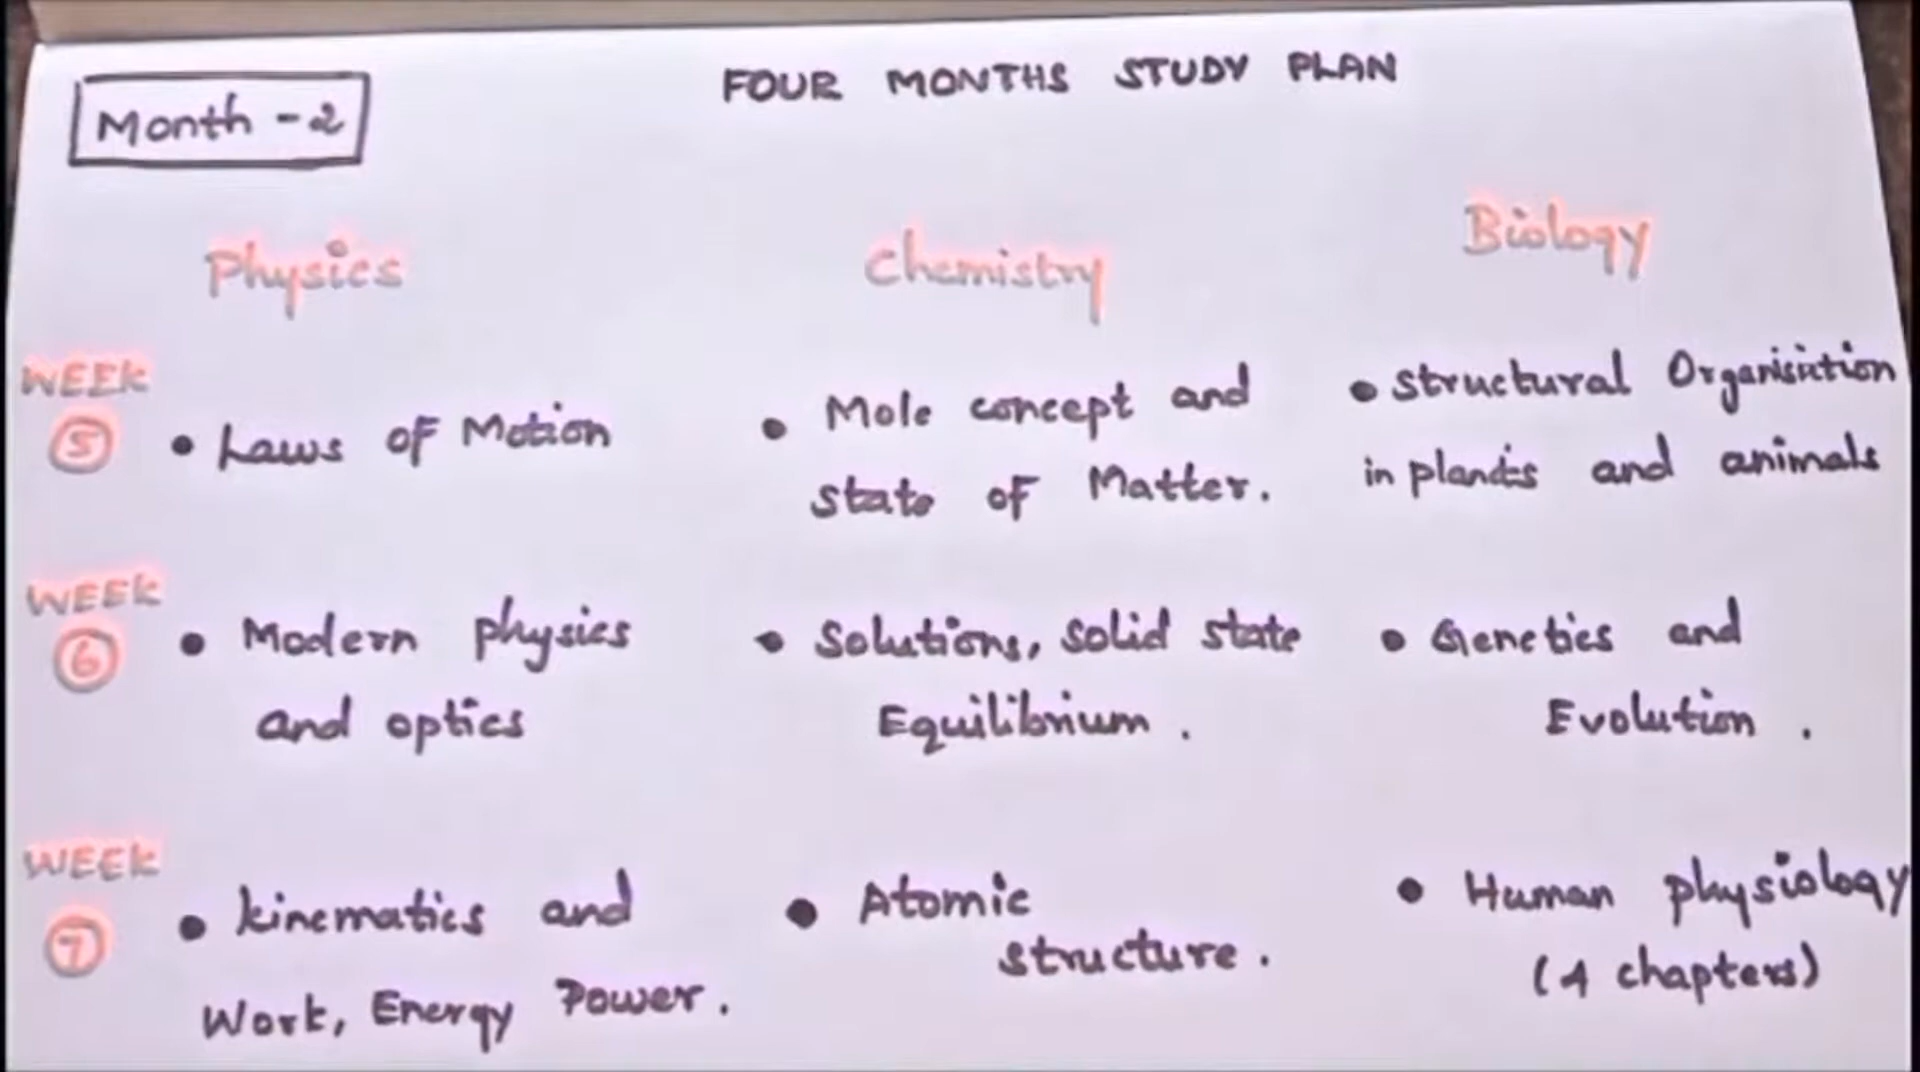 FOUR MONTHS STUDY PLAN
Month - 2
Physics
Chemistry
Biology
WEEK
5
• Laws of Motion
• Mole concept and
state of Matter.
• Structural Organisiction
in plants and animals
WEEK
6
• Modern physics
and optics
• Solutions, Solid state
Equilibrium .
• Genetics and
Evolution .
WEEK
7
• kinematics and
Work, Energy Power.
• Atomic
structure.
• Human physiology
(4 chapters)